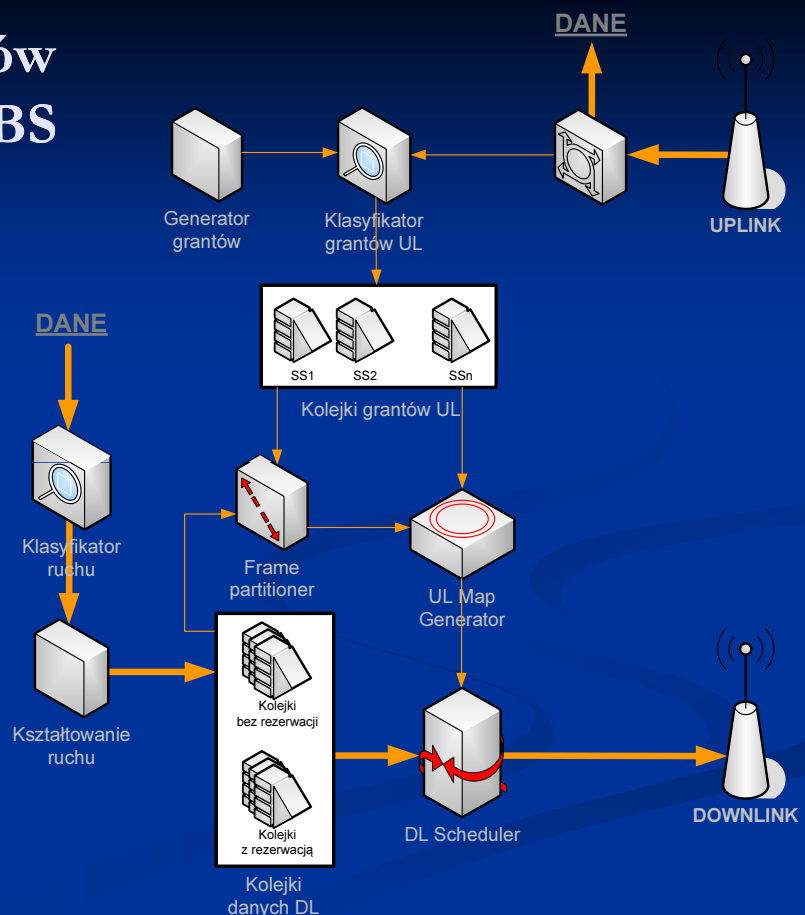 ów
BS
DANE
UPLINK
Generator
grantów
Klasyfikator
grantów UL
SS1
SS2
SSn
Kolejki grantów UL
DANE
Klasyfikator
ruchu
Frame
partitioner
UL Map
Generator
Kształtowanie
ruchu
Kolejki
bez rezerwacji
Kolejki
z rezerwacją
Kolejki
danych DL
DL Scheduler
DOWNLINK